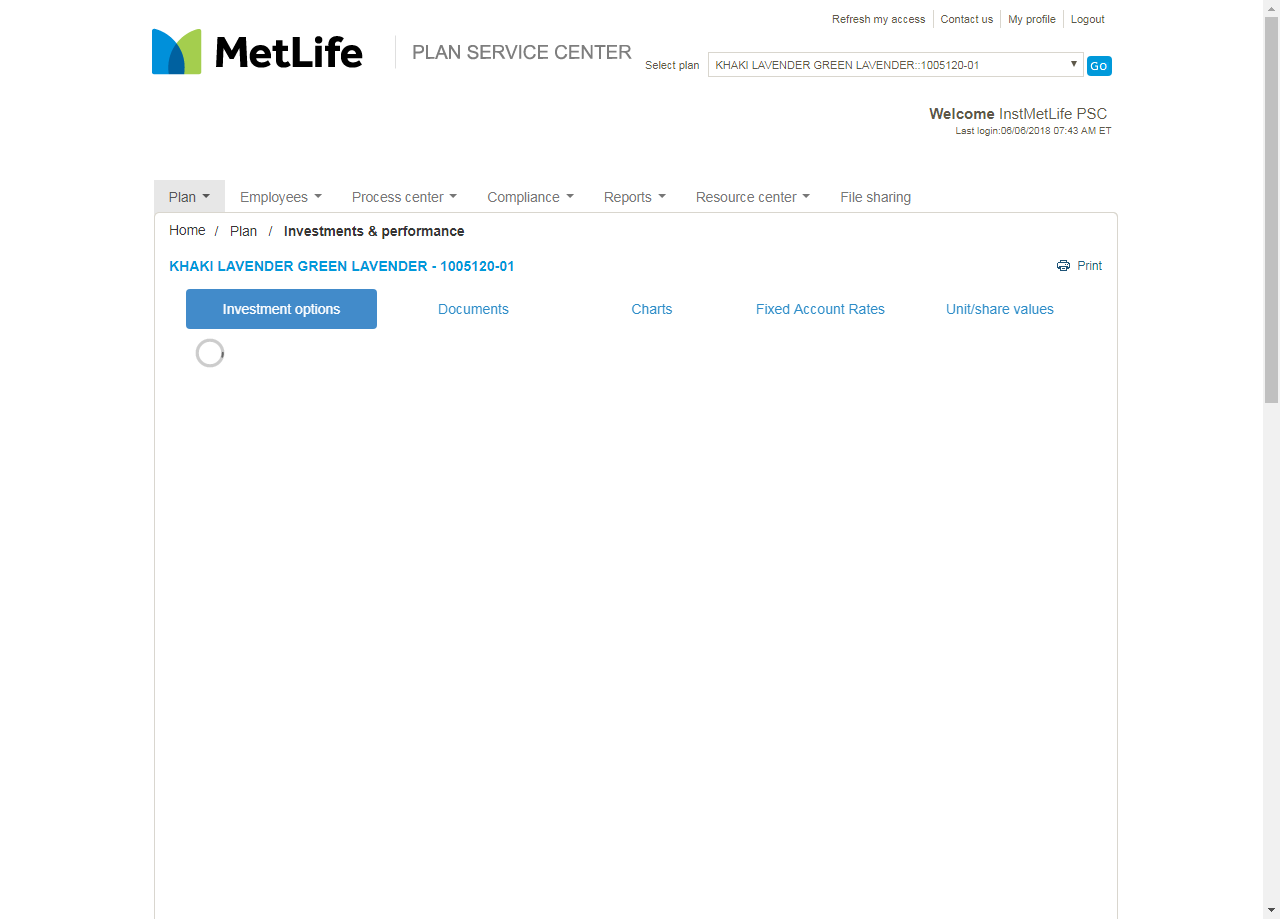 Refresh my access Contact us My profile Logout
MetLife PLAN SERVICE CENTER
Select plan KHAKI LAVENDER GREEN LAVENDER::1005120-01 Go
Welcome InstMetLife PSC
Last login:06/06/2018 07:43 AM ET
Plan Employees Process center Compliance Reports Resource center File sharing
Home / Plan / Investments & performance
KHAKI LAVENDER GREEN LAVENDER - 1005120-01 Print
Investment options Documents Charts Fixed Account Rates Unit/share values